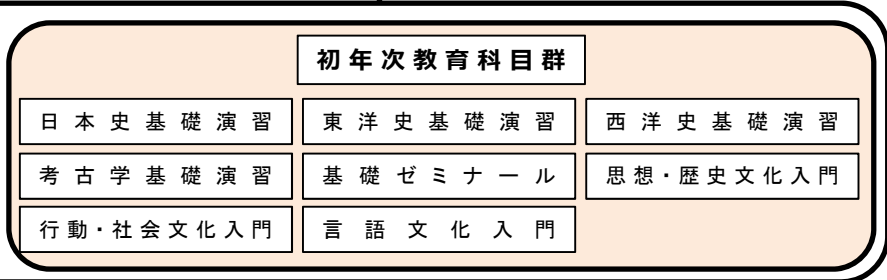 初年次教育科目群
日本史基礎演習
東洋史基礎演習
西洋史基礎演習
考古学基礎演習
基礎ゼミナール
思想・歴史文化入門
行動・社会文化入門
言語文化入門